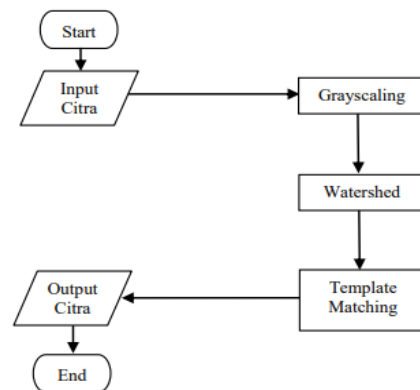 Start
Input
Citra
Grayscaling
Watershed
Template
Matching
Output
Citra
End